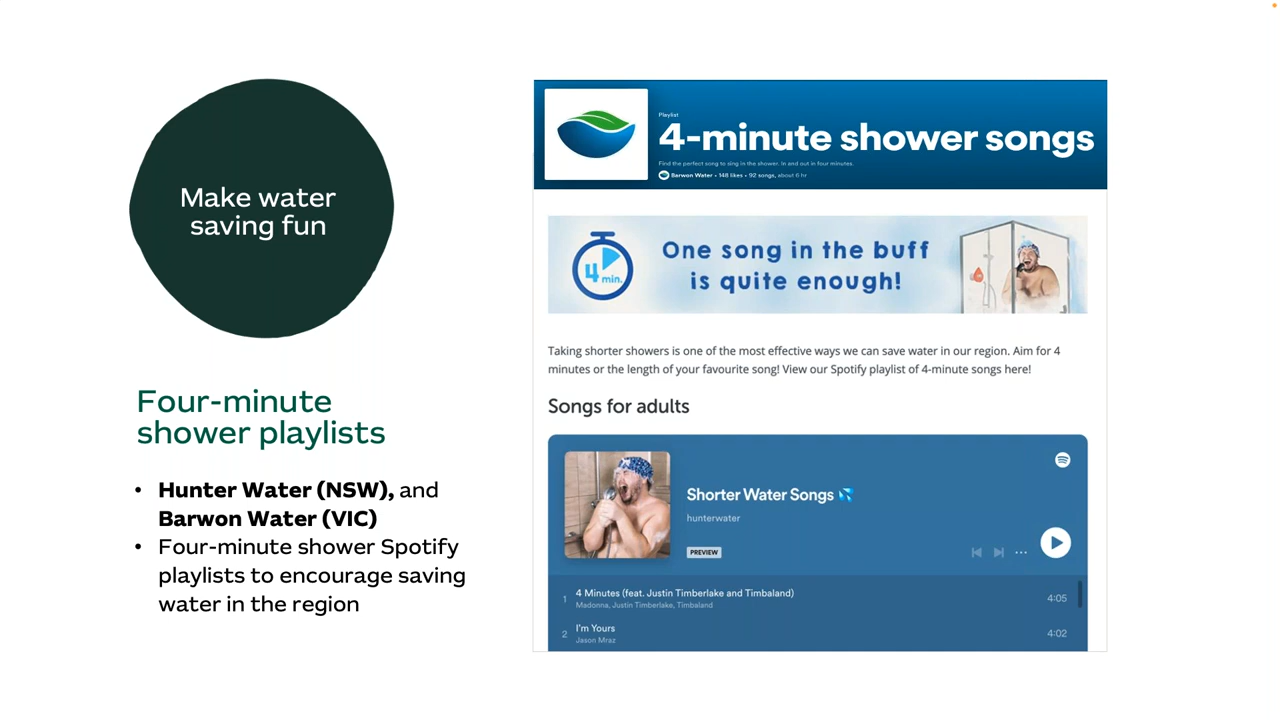 Make water
saving fun
Four-minute
shower playlists
• Hunter Water (NSW), and
Barwon Water (VIC)
• Four-minute shower Spotify
playlists to encourage saving
water in the region
Playlist
4-minute shower songs
Find the perfect song to sing in the shower. In and out in four minutes.
Barwon Water • 148 likes • 92 songs, about 6 hr
4 min.
One song in the buff
is quite enough!
Taking shorter showers is one of the most effective ways we can save water in our region. Aim for 4
minutes or the length of your favourite song! View our Spotify playlist of 4-minute songs here!
Songs for adults
Shorter Water Songs 💦
hunterwater
PREVIEW
1 4 Minutes (feat. Justin Timberlake and Timbaland) 4:05
Madonna, Justin Timberlake, Timbaland
2 I'm Yours 4:02
Jason Mraz